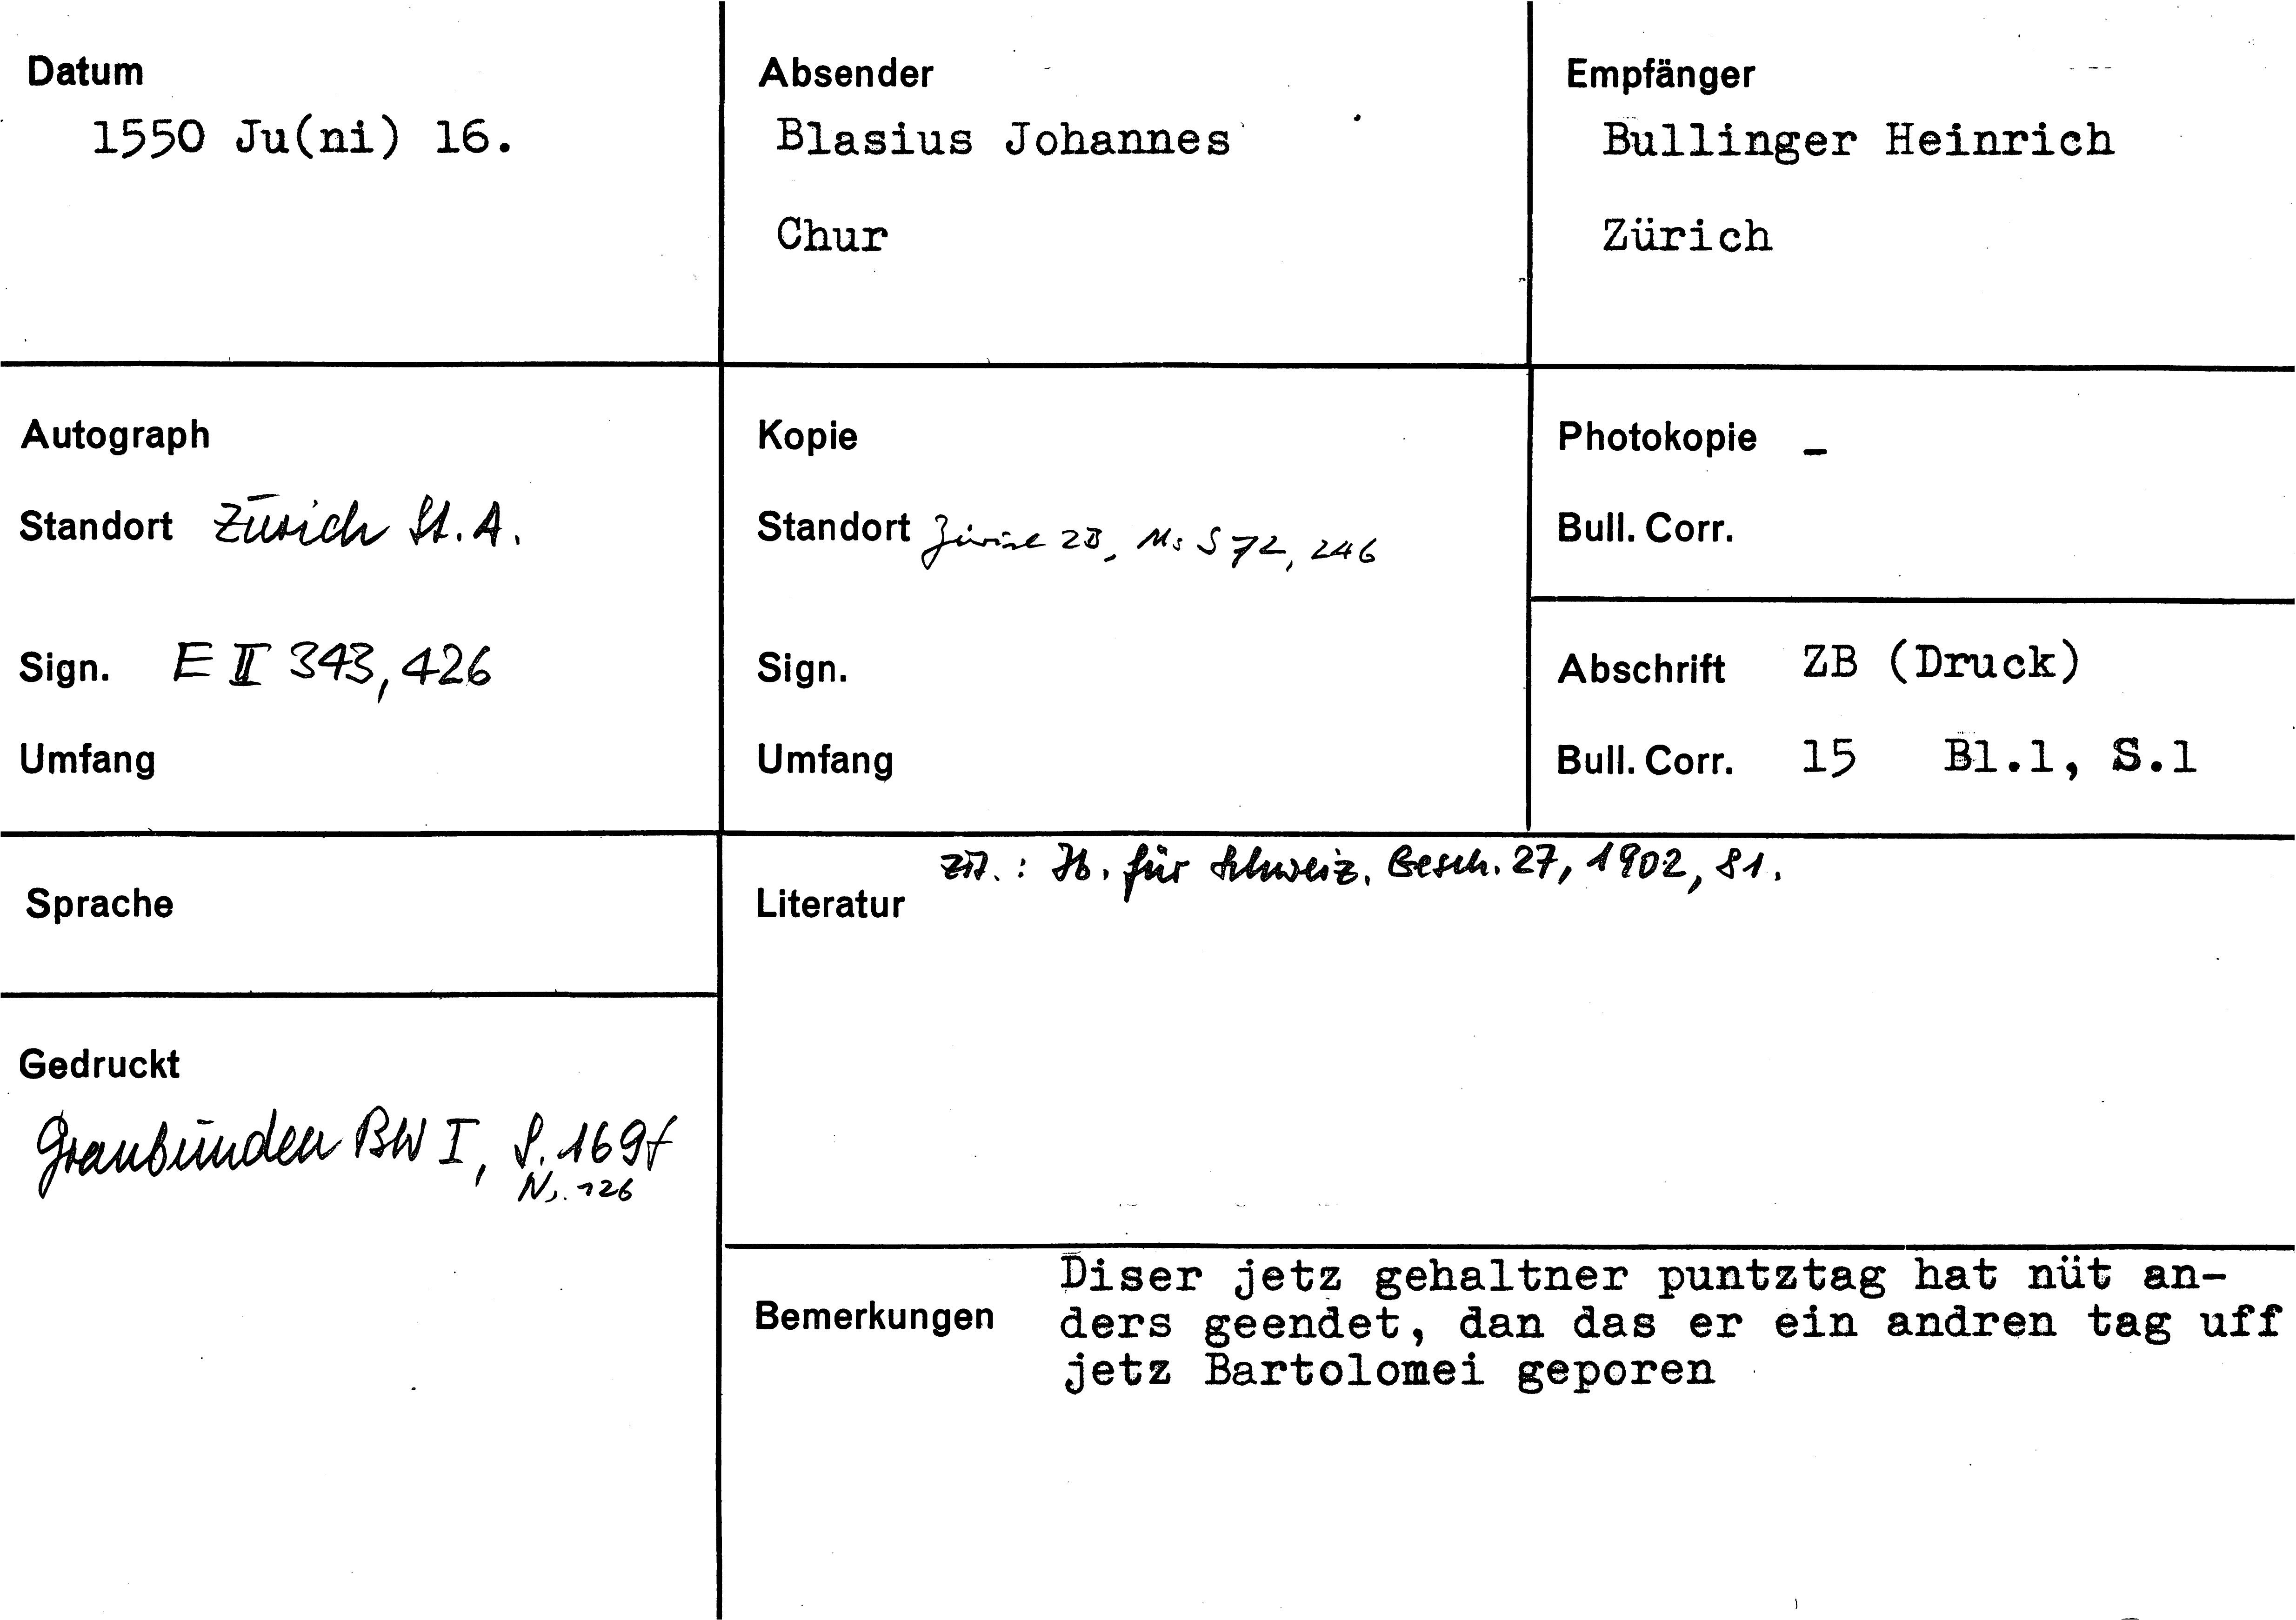 Datum
1550 Ju(ni) 16.
Absender
Blasius Johannes
Chur
Empfänger
Bullinger Heinrich
Zürich
Autograph
Standort Zürich St. A.
Sign. E II 343, 426
Umfang
Kopie
Standort Zürich ZB, Ms S 72, 246
Sign.
Umfang
Photokopie –
Bull. Corr.
Abschrift ZB (Druck)
Bull. Corr. 15 Bl.1, S.1
Sprache
Gedruckt
Graubünden BW I, S. 169f
Nr. 126
zit.: Jb. für Schweiz. Gesch. 27, 1902, 81.
Literatur
Bemerkungen
Diser jetz gehaltner puntztag hat nüt an-
ders geendet, dan das er ein andren tag uff
jetz Bartolomei geporen